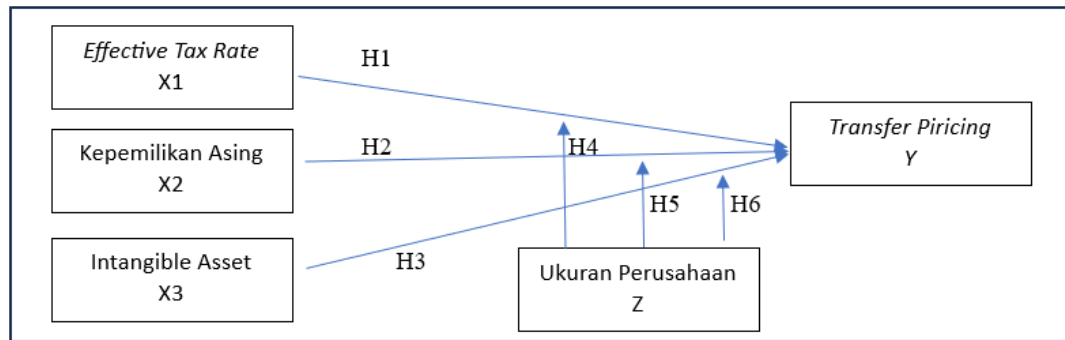 Effective Tax Rate
X1
H1
Kepemilikan Asing
X2
H2
Intangible Asset
X3
H3
H4
H5
H6
Ukuran Perusahaan
Z
Transfer Piricing
Y